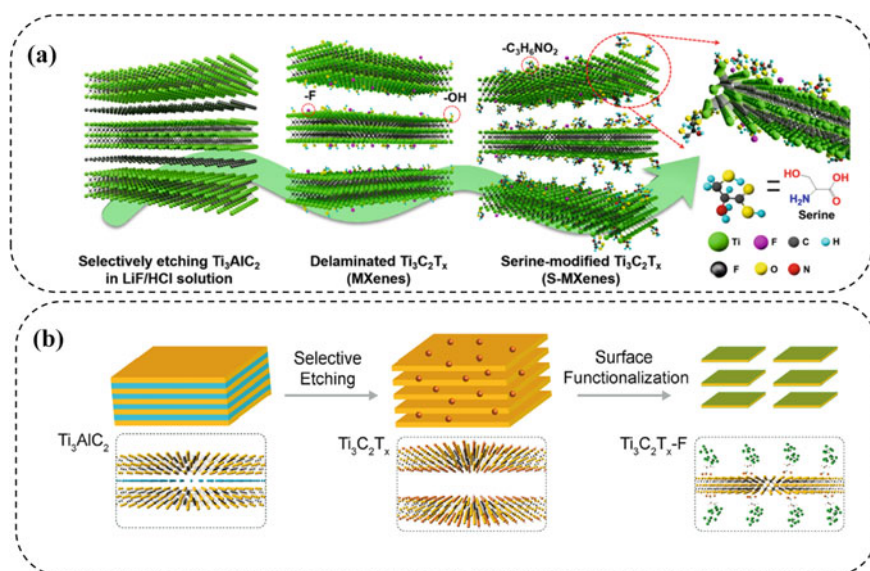 (a)
-C₃H₆NO₂
-F
-OH
HO
OH
H₂N
O
=
Serine
Ti
F
C
H
F
O
N
Selectively etching Ti₃AlC₂
in LiF/HCl solution
Delaminated Ti₃C₂Tₓ
(MXenes)
Serine-modified Ti₃C₂Tₓ
(S-MXenes)
(b)
Selective
Etching
Surface
Functionalization
Ti₃AlC₂
Ti₃C₂Tₓ
Ti₃C₂Tₓ-F